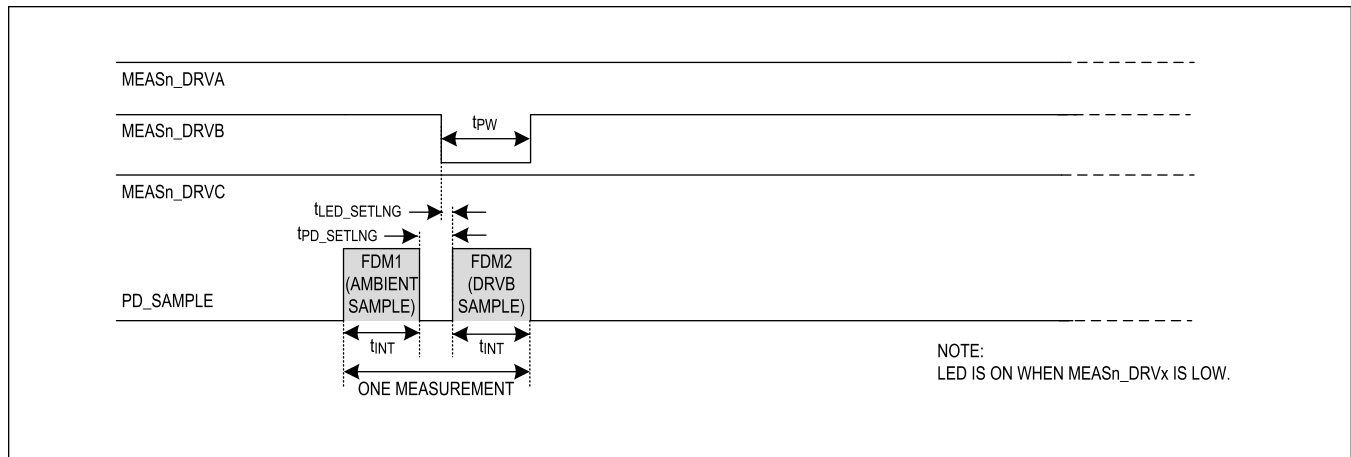 MEASn_DRVA
MEASn_DRVB
tPW
MEASn_DRVC
tLED_SETLNG
tPD_SETLNG
PD_SAMPLE
FDM1
(AMBIENT
SAMPLE)
FDM2
(DRVB
SAMPLE)
tINT
tINT
ONE MEASUREMENT
NOTE:
LED IS ON WHEN MEASn_DRVx IS LOW.